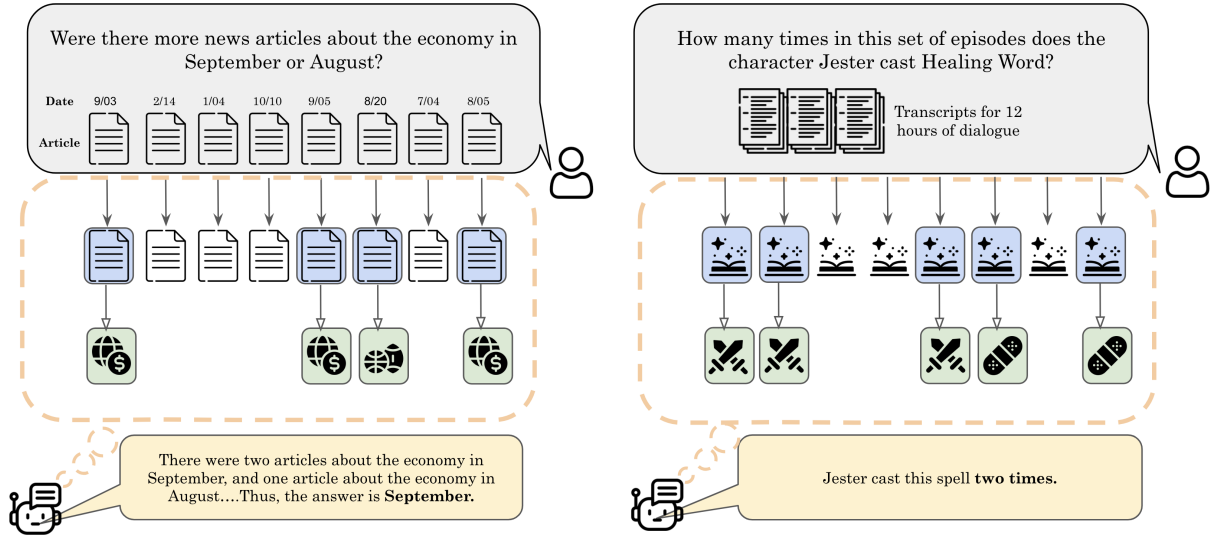 Were there more news articles about the economy in
September or August?
Date 9/03 2/14 1/04 10/10 9/05 8/20 7/04 8/05
Article
There were two articles about the economy in
September, and one article about the economy in
August....Thus, the answer is September.
How many times in this set of episodes does the
character Jester cast Healing Word?
Transcripts for 12
hours of dialogue
Jester cast this spell two times.